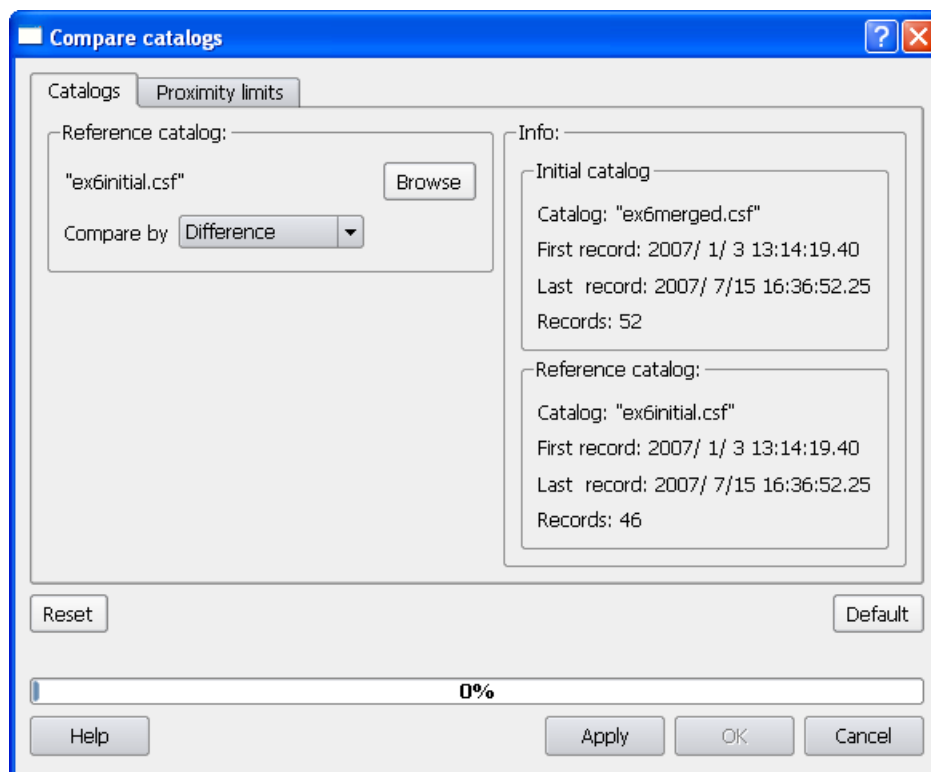 Compare catalogs
Catalogs
Proximity limits
Reference catalog:
"ex6initial.csf"
Browse
Compare by
Difference
Info:
Initial catalog
Catalog: "ex6merged.csf"
First record: 2007/ 1/ 3 13:14:19.40
Last  record: 2007/ 7/15 16:36:52.25
Records: 52
Reference catalog:
Catalog: "ex6initial.csf"
First record: 2007/ 1/ 3 13:14:19.40
Last  record: 2007/ 7/15 16:36:52.25
Records: 46
Reset
Default
0%
Help
Apply
OK
Cancel